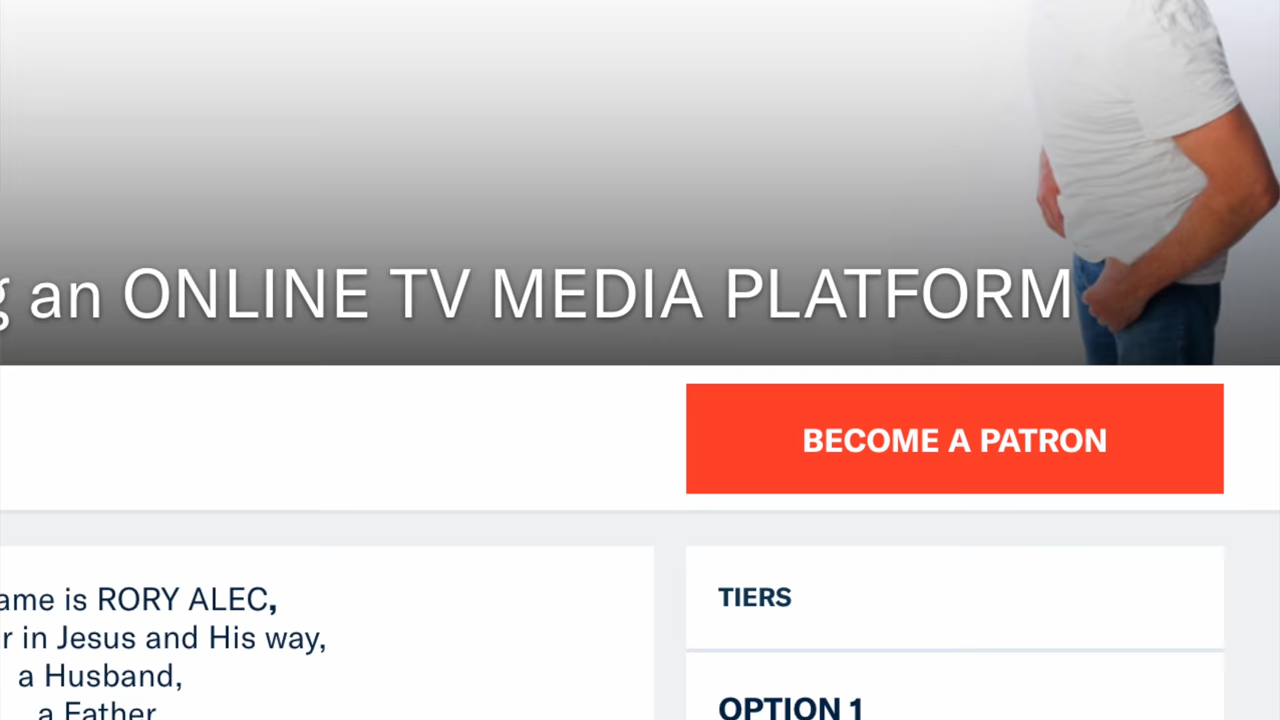 an ONLINE TV MEDIA PLATFORM
BECOME A PATRON
is RORY ALEC,
in Jesus and His way,
a Husband,
a Father
TIERS
OPTION 1